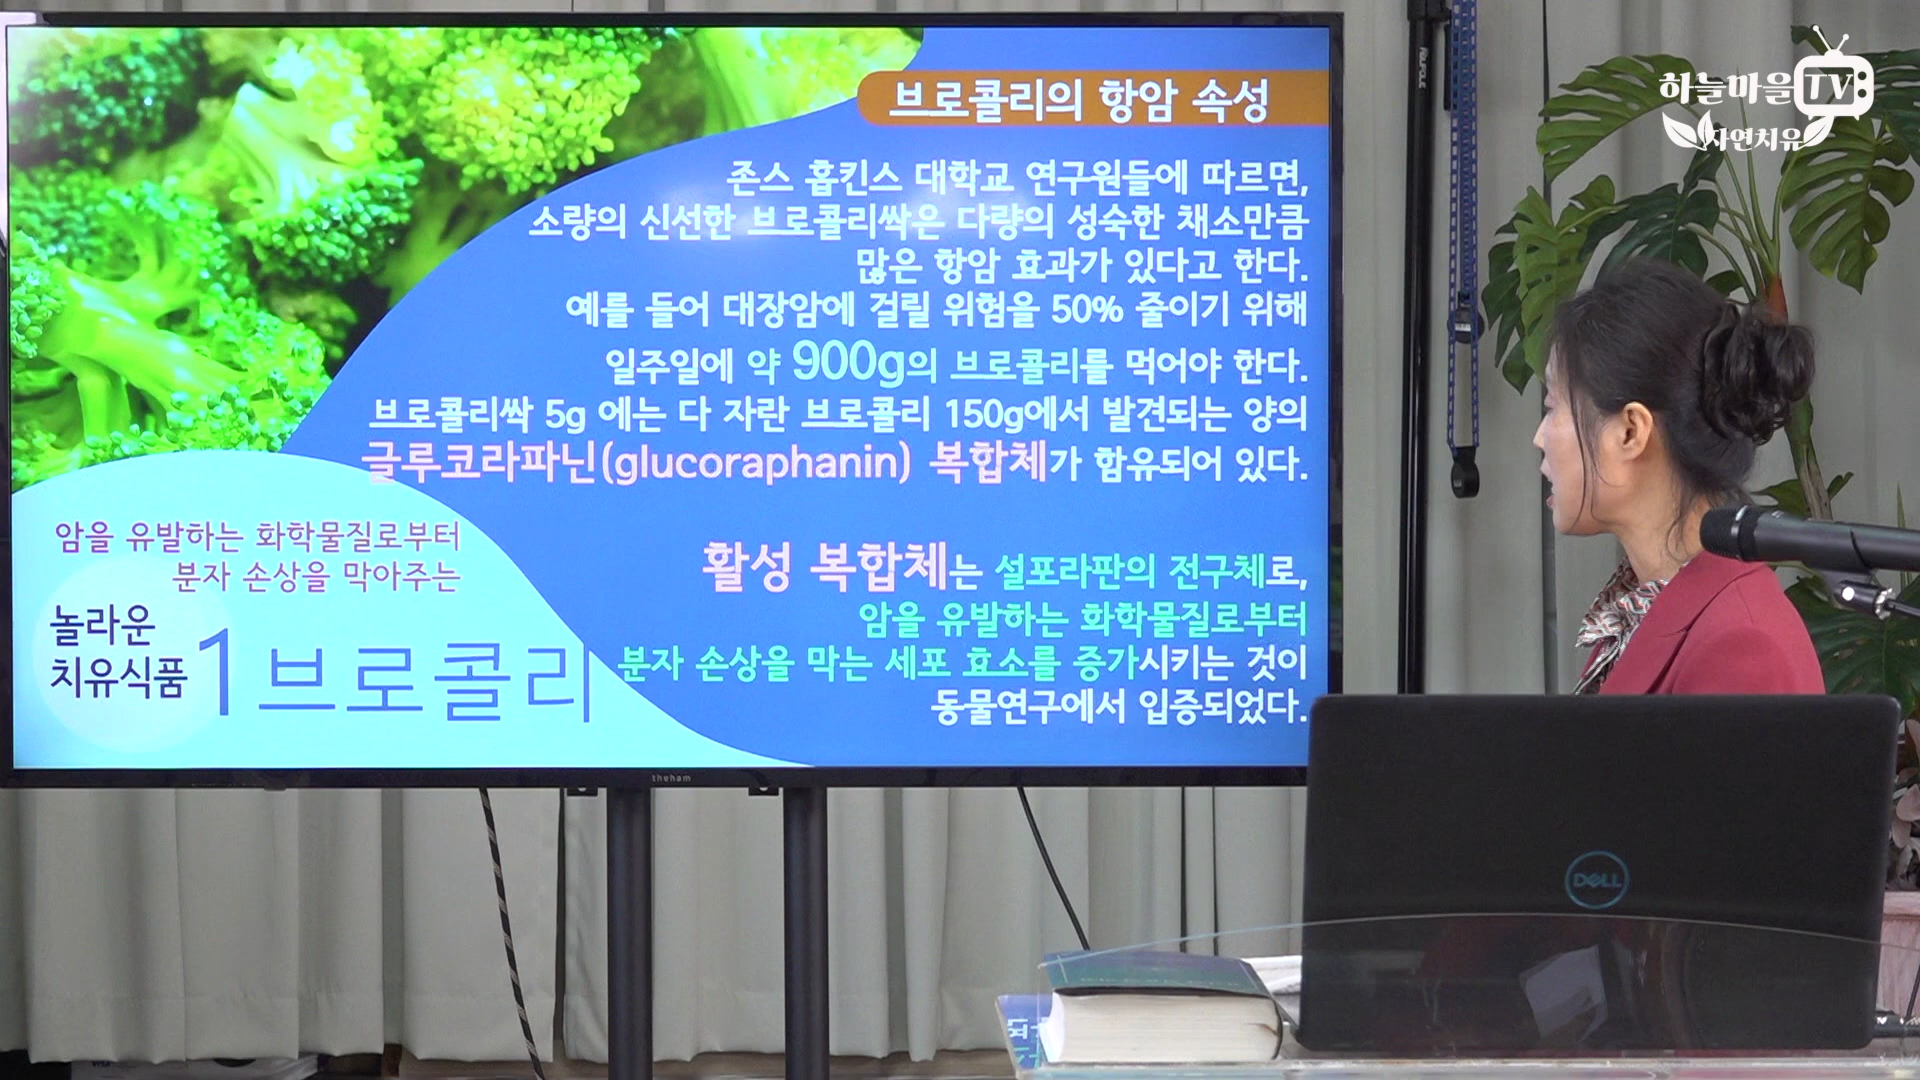 브로콜리의 항암 속성
존스 홉킨스 대학교 연구원들에 따르면,
소량의 신선한 브로콜리싹은 다량의 성숙한 채소만큼
많은 항암 효과가 있다고 한다.
예를 들어 대장암에 걸릴 위험을 50% 줄이기 위해
일주일에 약 900g의 브로콜리를 먹어야 한다.
브로콜리싹 5g 에는 다 자란 브로콜리 150g에서 발견되는 양의
글루코라파닌(glucoraphanin) 복합체가 함유되어 있다.
활성 복합체는 설포라판의 전구체로,
암을 유발하는 화학물질로부터
분자 손상을 막는 세포 효소를 증가시키는 것이
동물연구에서 입증되었다.
암을 유발하는 화학물질로부터
분자 손상을 막아주는
놀라운
치유식품
1 브로콜리
theham
하늘마을TV
자연치유
DELL